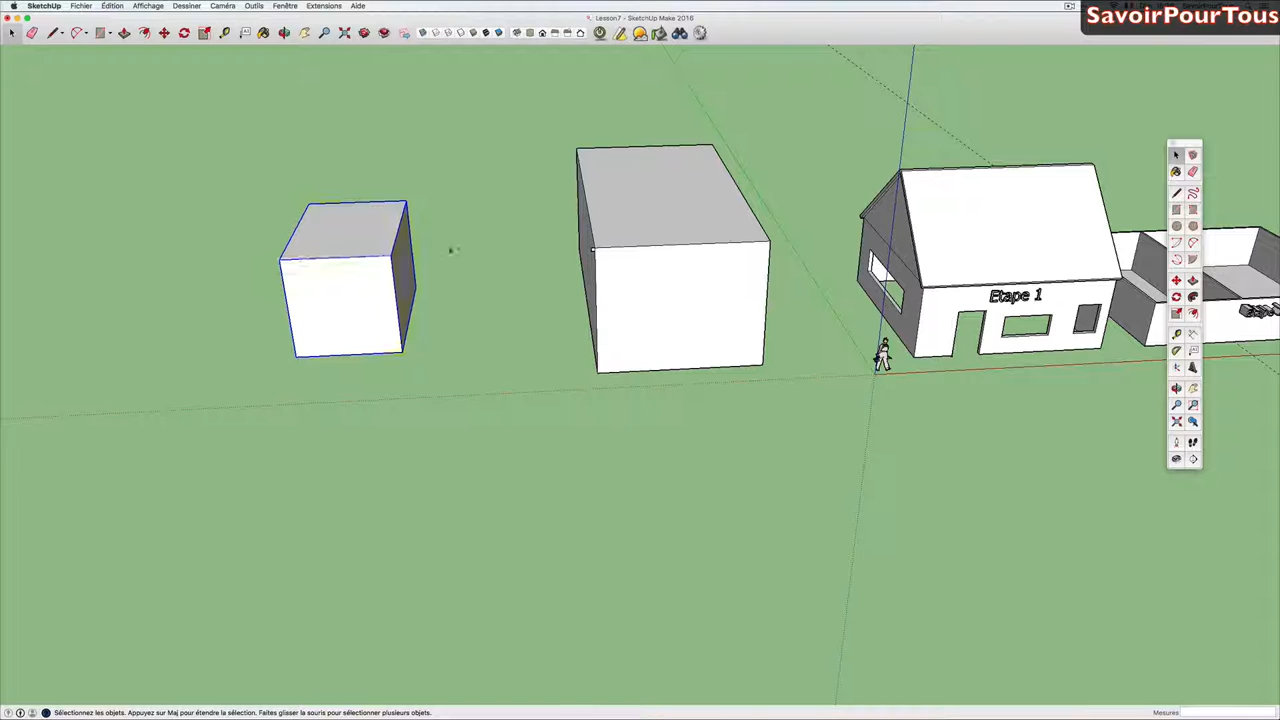 SketchUp Fichier Édition Affichage Dessiner Caméra Outils Fenêtre Extensions Aide
SavoirPourTous
Lesson7 - SketchUp Make 2016
Etape 1
Sélectionnez les objets. Appuyez sur Maj pour étendre la sélection. Faites glisser la souris pour sélectionner plusieurs objets.
Mesures